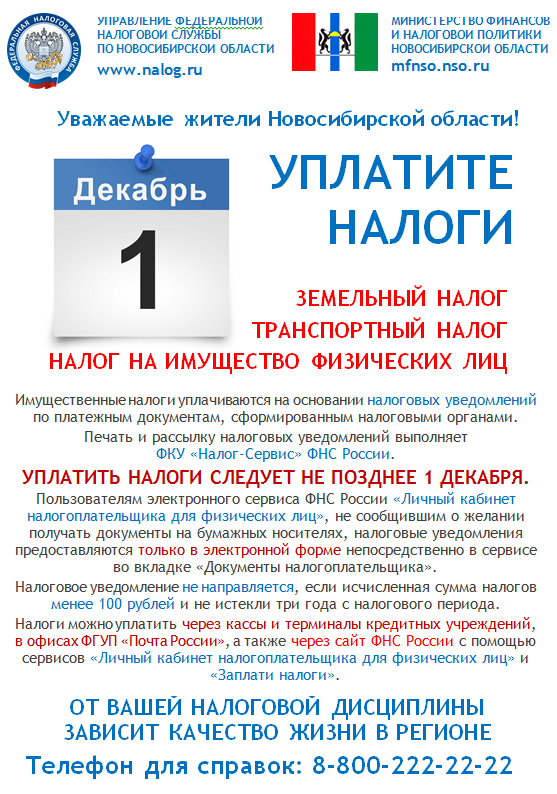 УПРАВЛЕНИЕ ФЕДЕРАЛЬНОЙ
НАЛОГОВОЙ СЛУЖБЫ
ПО НОВОСИБИРСКОЙ ОБЛАСТИ
www.nalog.ru
ФЕДЕРАЛЬНАЯ НАЛОГОВАЯ СЛУЖБА
МИНИСТЕРСТВО ФИНАНСОВ
И НАЛОГОВОЙ ПОЛИТИКИ
НОВОСИБИРСКОЙ ОБЛАСТИ
mfnso.nso.ru
Уважаемые жители Новосибирской области!
Декабрь
1
УПЛАТИТЕ
НАЛОГИ
ЗЕМЕЛЬНЫЙ НАЛОГ
ТРАНСПОРТНЫЙ НАЛОГ
НАЛОГ НА ИМУЩЕСТВО ФИЗИЧЕСКИХ ЛИЦ
Имущественные налоги уплачиваются на основании налоговых уведомлений
по платежным документам, сформированным налоговыми органами.
Печать и рассылку налоговых уведомлений выполняет
ФКУ «Налог-Сервис» ФНС России.
УПЛАТИТЬ НАЛОГИ СЛЕДУЕТ НЕ ПОЗДНЕЕ 1 ДЕКАБРЯ.
Пользователям электронного сервиса ФНС России «Личный кабинет
налогоплательщика для физических лиц», не сообщившим о желании
получать документы на бумажных носителях, налоговые уведомления
предоставляются только в электронной форме непосредственно в сервисе
во вкладке «Документы налогоплательщика».
Налоговое уведомление не направляется, если исчисленная сумма налогов
менее 100 рублей и не истекли три года с налогового периода.
Налоги можно уплатить через кассы и терминалы кредитных учреждений,
в офисах ФГУП «Почта России», а также через сайт ФНС России с помощью
сервисов «Личный кабинет налогоплательщика для физических лиц» и
«Заплати налоги».
ОТ ВАШЕЙ НАЛОГОВОЙ ДИСЦИПЛИНЫ
ЗАВИСИТ КАЧЕСТВО ЖИЗНИ В РЕГИОНЕ
Телефон для справок: 8-800-222-22-22